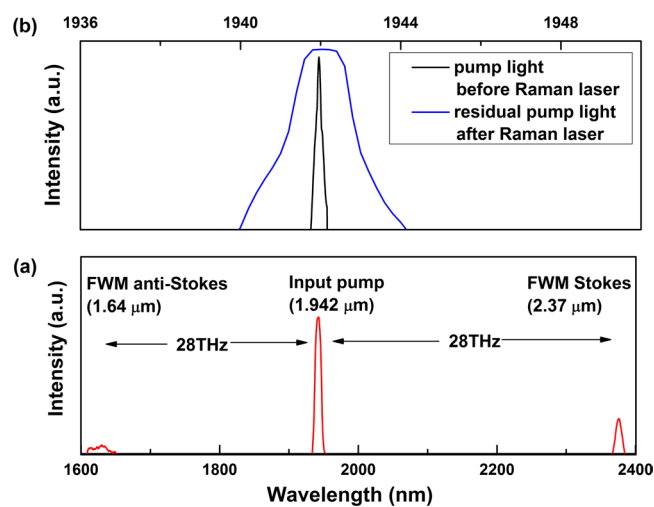 1936 1940 1944 1948
(b)
Intensity (a.u.)
pump light
before Raman laser
residual pump light
after Raman laser
(a)
Intensity (a.u.)
FWM anti-Stokes
(1.64 μm)
Input pump
(1.942 μm)
FWM Stokes
(2.37 μm)
28THz 28THz
1600 1800 2000 2200 2400
Wavelength (nm)